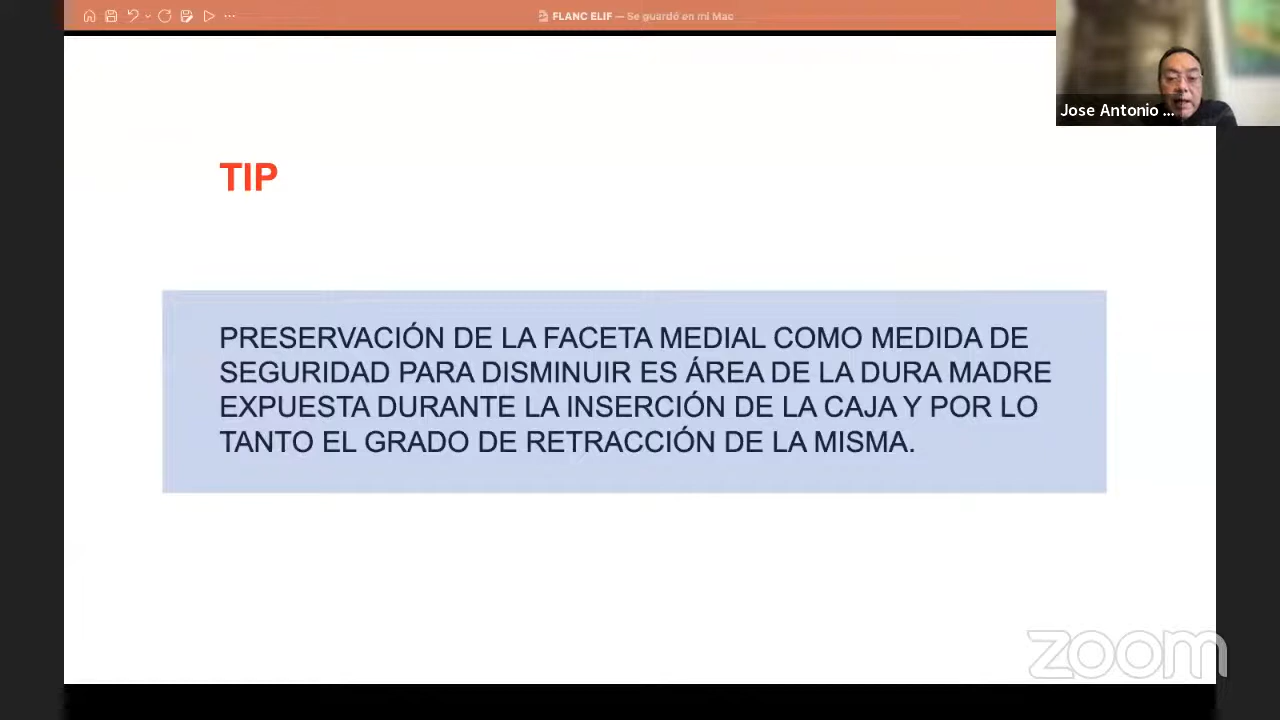 FLANC ELIF — Se guardó en mi Mac
Jose Antonio ...
TIP
PRESERVACIÓN DE LA FACETA MEDIAL COMO MEDIDA DE
SEGURIDAD PARA DISMINUIR ES ÁREA DE LA DURA MADRE
EXPUESTA DURANTE LA INSERCIÓN DE LA CAJA Y POR LO
TANTO EL GRADO DE RETRACCIÓN DE LA MISMA.
zoom